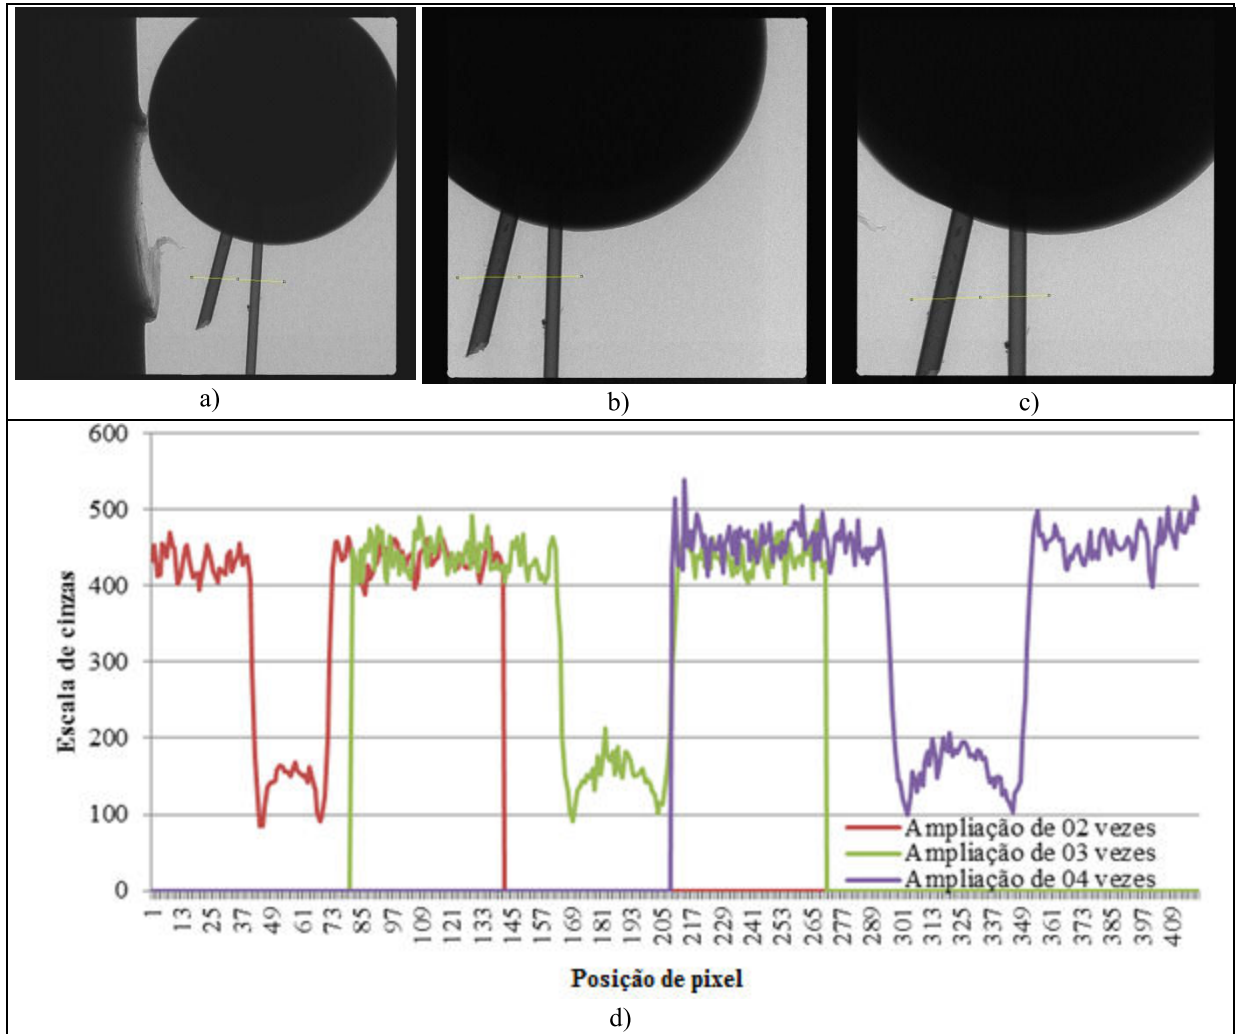 a)
b)
c)
600
500
400
300
200
100
0
Escala de cinzas
Ampliação de 02 vezes
Ampliação de 03 vezes
Ampliação de 04 vezes
1 13 25 37 49 61 73 85 97 109 121 133 145 157 169 181 193 205 217 229 241 253 265 277 289 301 313 325 337 349 361 373 385 397 409
Posição de pixel
d)